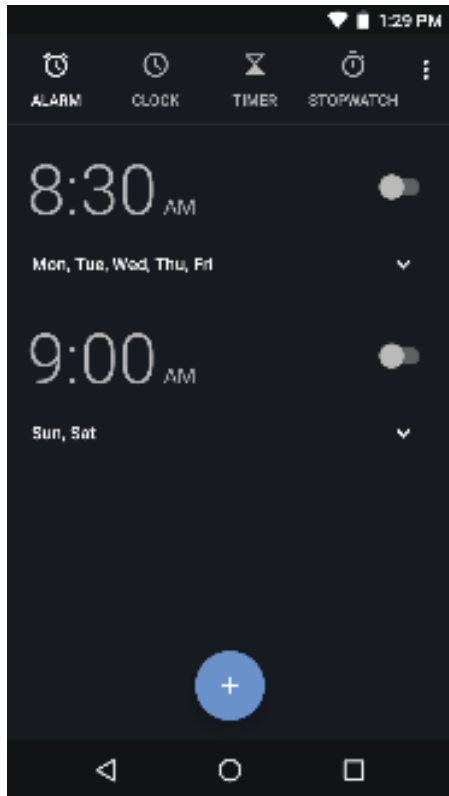 1:29 PM
ALARM CLOCK TIMER STOPWATCH
8:30 AM
Mon, Tue, Wed, Thu, Fri
9:00 AM
Sun, Sat